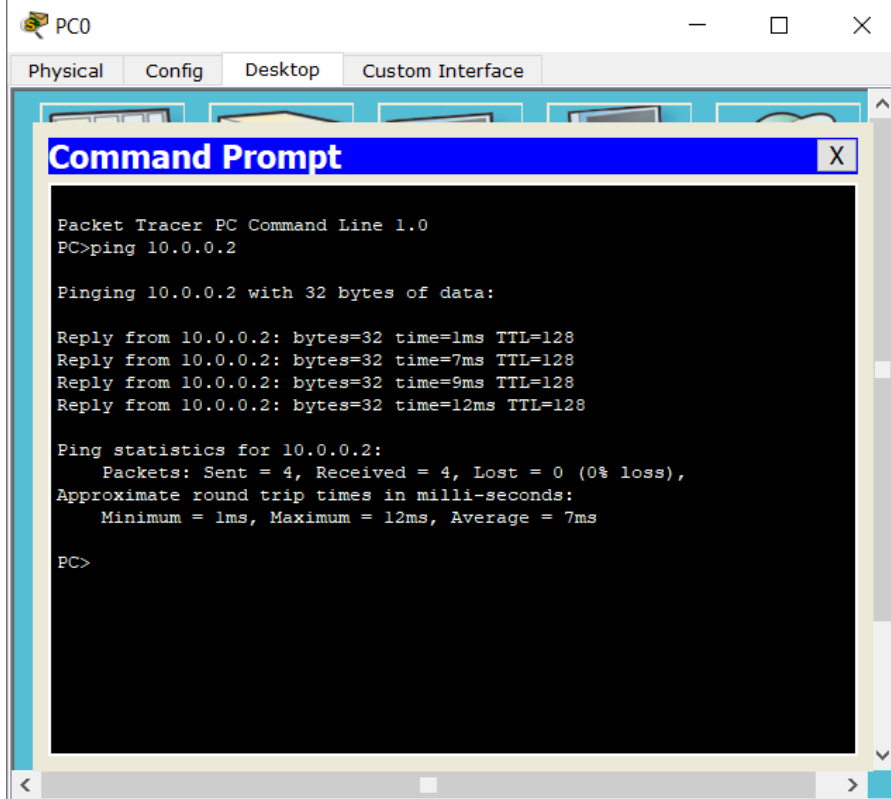 PC0
Physical Config Desktop Custom Interface
Command Prompt X
Packet Tracer PC Command Line 1.0
PC>ping 10.0.0.2
Pinging 10.0.0.2 with 32 bytes of data:
Reply from 10.0.0.2: bytes=32 time=1ms TTL=128
Reply from 10.0.0.2: bytes=32 time=7ms TTL=128
Reply from 10.0.0.2: bytes=32 time=9ms TTL=128
Reply from 10.0.0.2: bytes=32 time=12ms TTL=128
Ping statistics for 10.0.0.2:
Packets: Sent = 4, Received = 4, Lost = 0 (0% loss),
Approximate round trip times in milli-seconds:
Minimum = 1ms, Maximum = 12ms, Average = 7ms
PC>